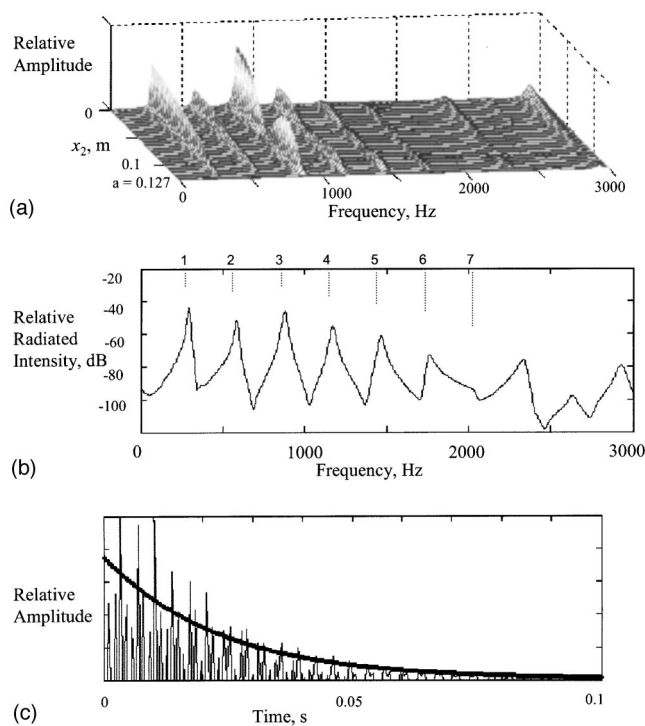 Relative
Amplitude
0
x₂, m
0.1
a = 0.127
0
1000
2000
3000
Frequency, Hz
(a)
1 2 3 4 5 6 7
-20
-40
-60
-80
-100
Relative
Radiated
Intensity, dB
0 1000 2000 3000
Frequency, Hz
(b)
Relative
Amplitude
0 0.05 0.1
Time, s
(c)